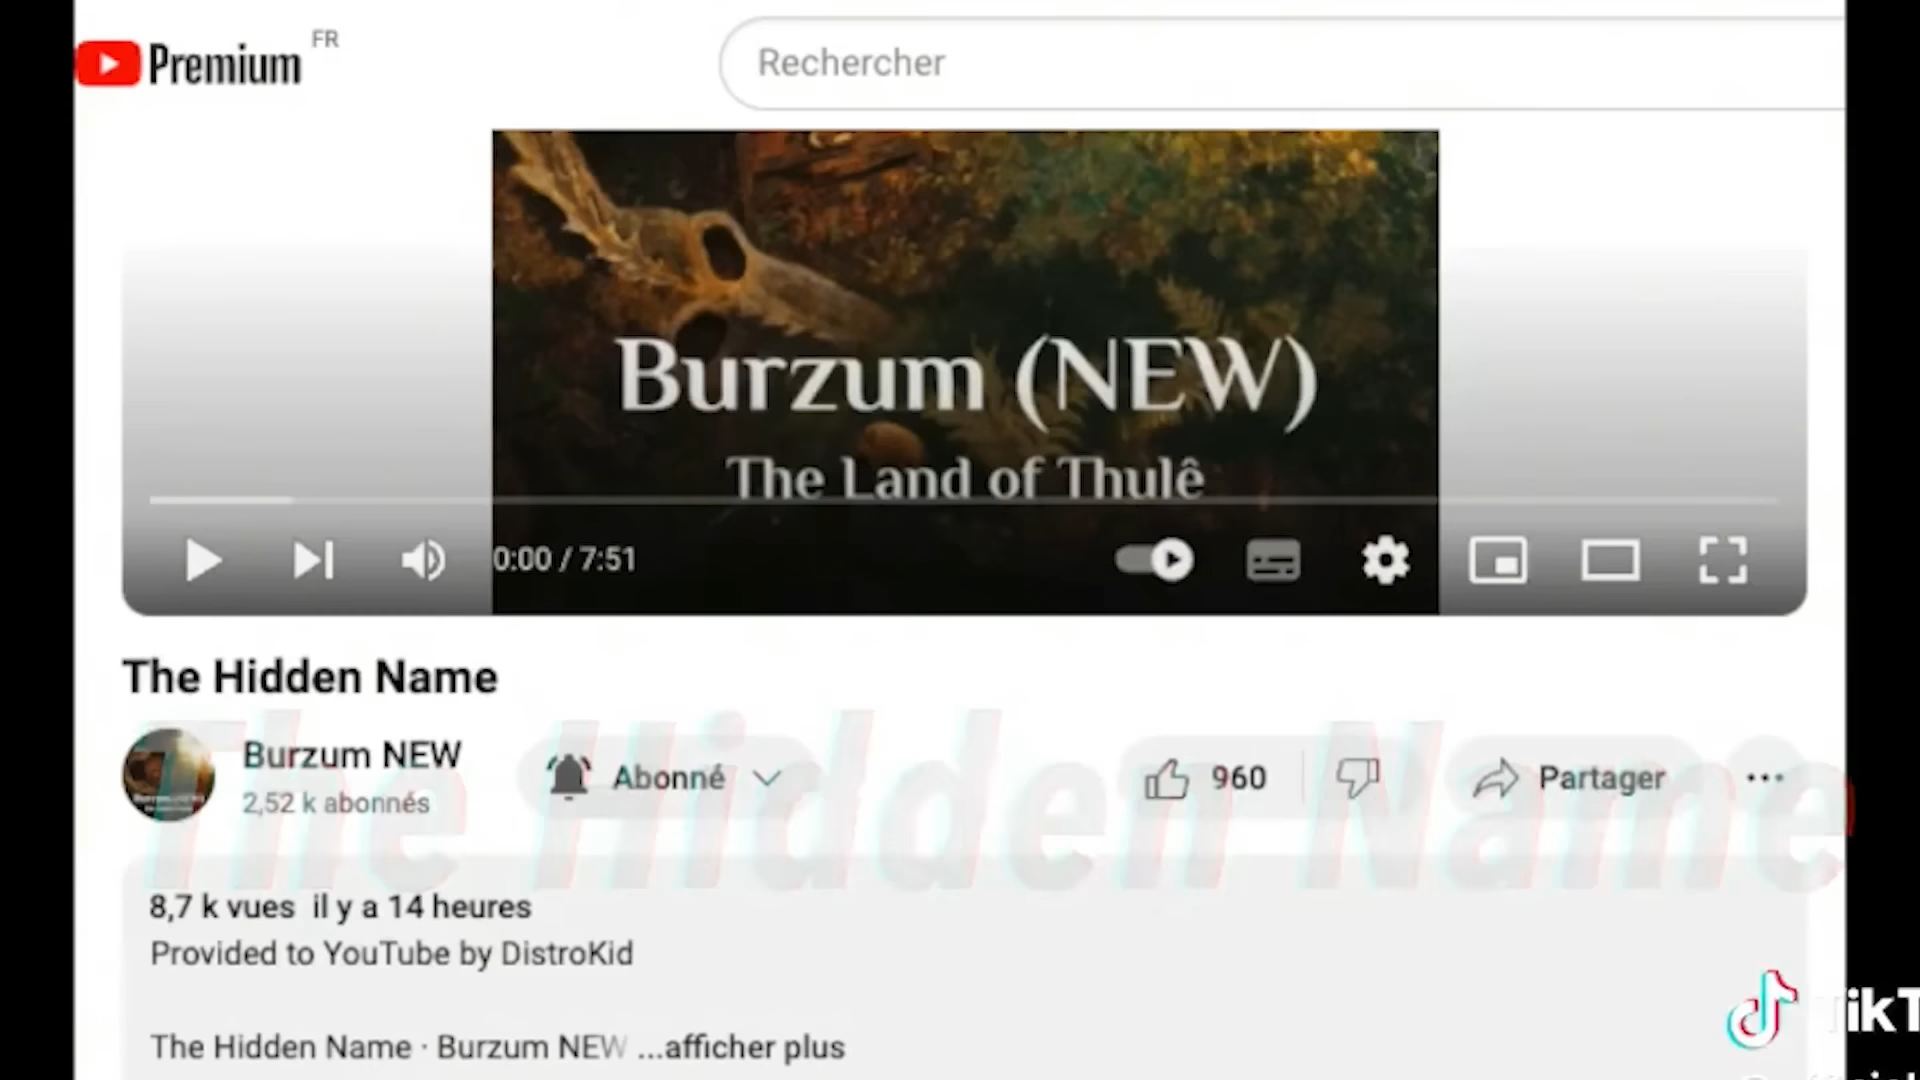 Premium FR
Rechercher
Burzum (NEW)
The Land of Thulê
0:00 / 7:51
The Hidden Name
The Hidden Name
Burzum NEW
2,52 k abonnés
Abonné
960
Partager
8,7 k vues il y a 14 heures
Provided to YouTube by DistroKid
The Hidden Name · Burzum NEW ...afficher plus
TikT